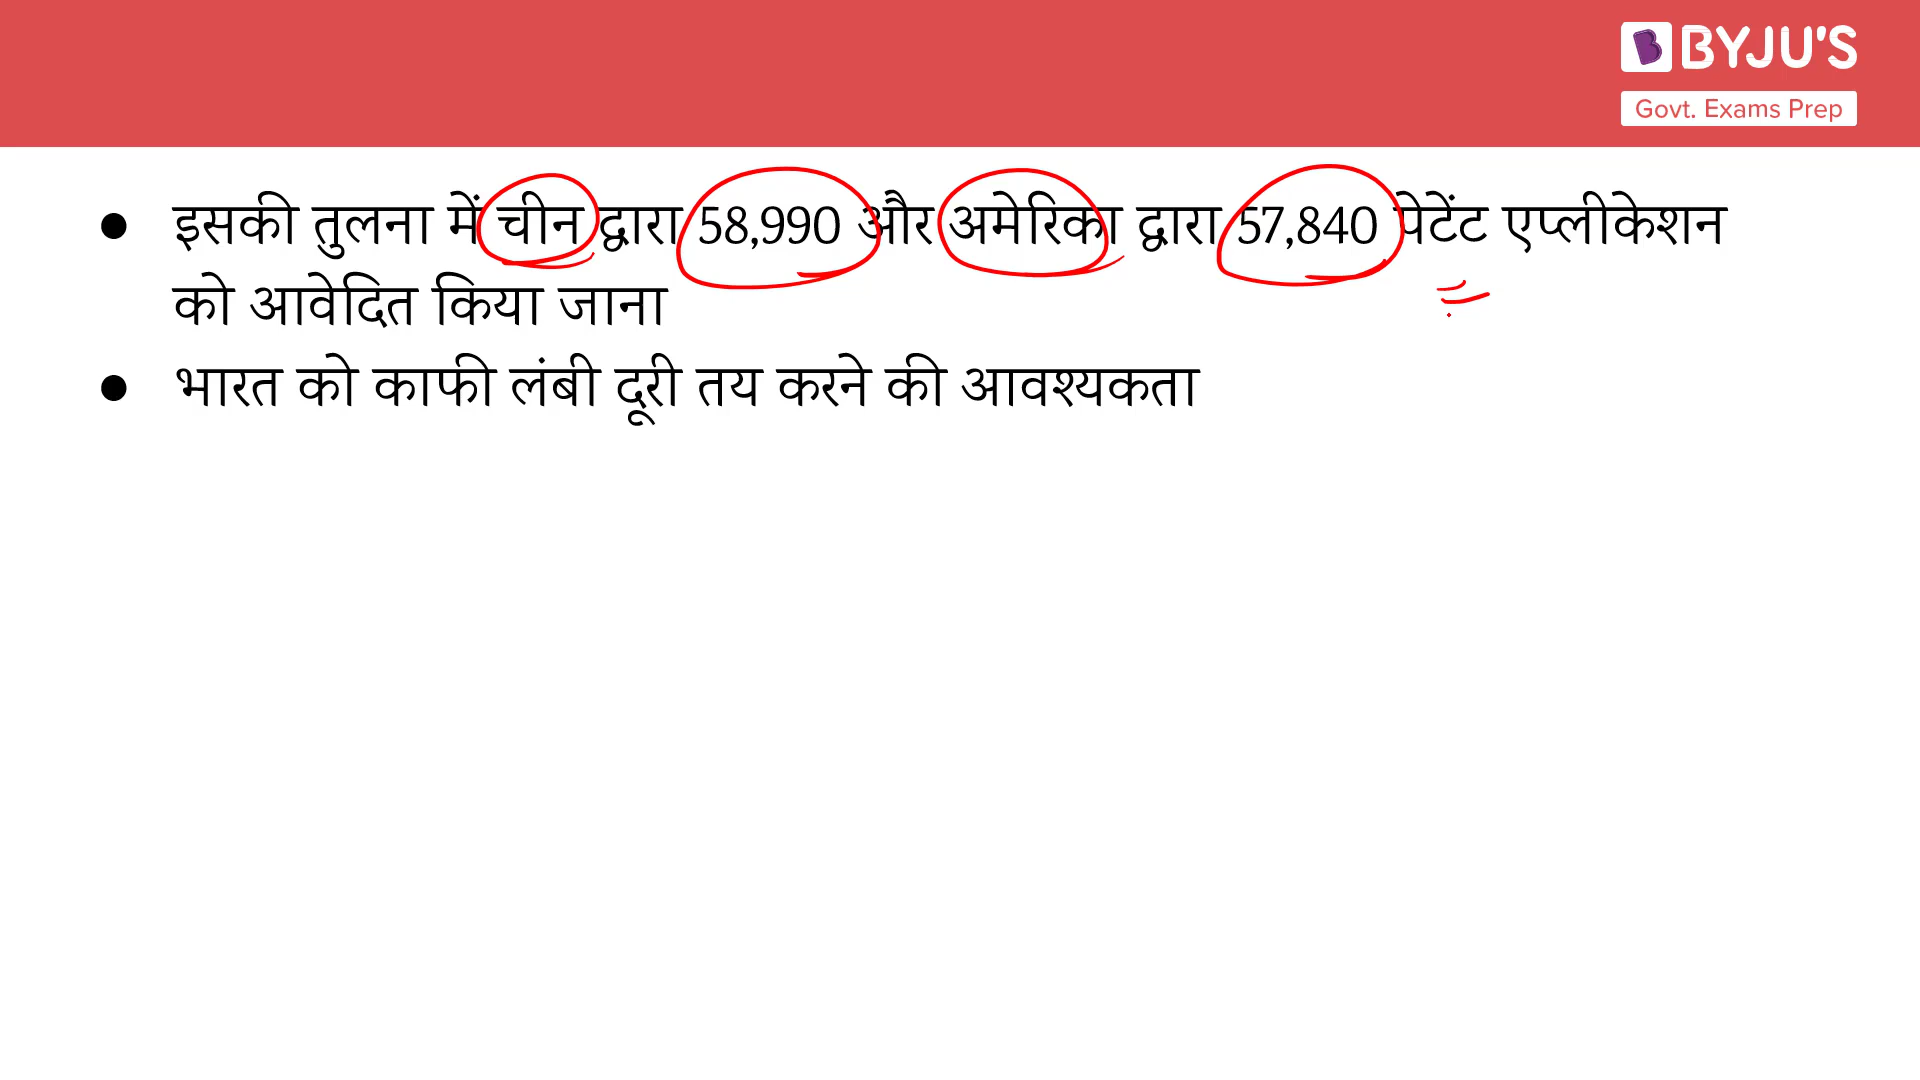 BYJU'S
Govt. Exams Prep
● इसकी तुलना में चीन द्वारा 58,990 और अमेरिका द्वारा 57,840 पेटेंट एप्लीकेशन
को आवेदित किया जाना
● भारत को काफी लंबी दूरी तय करने की आवश्यकता